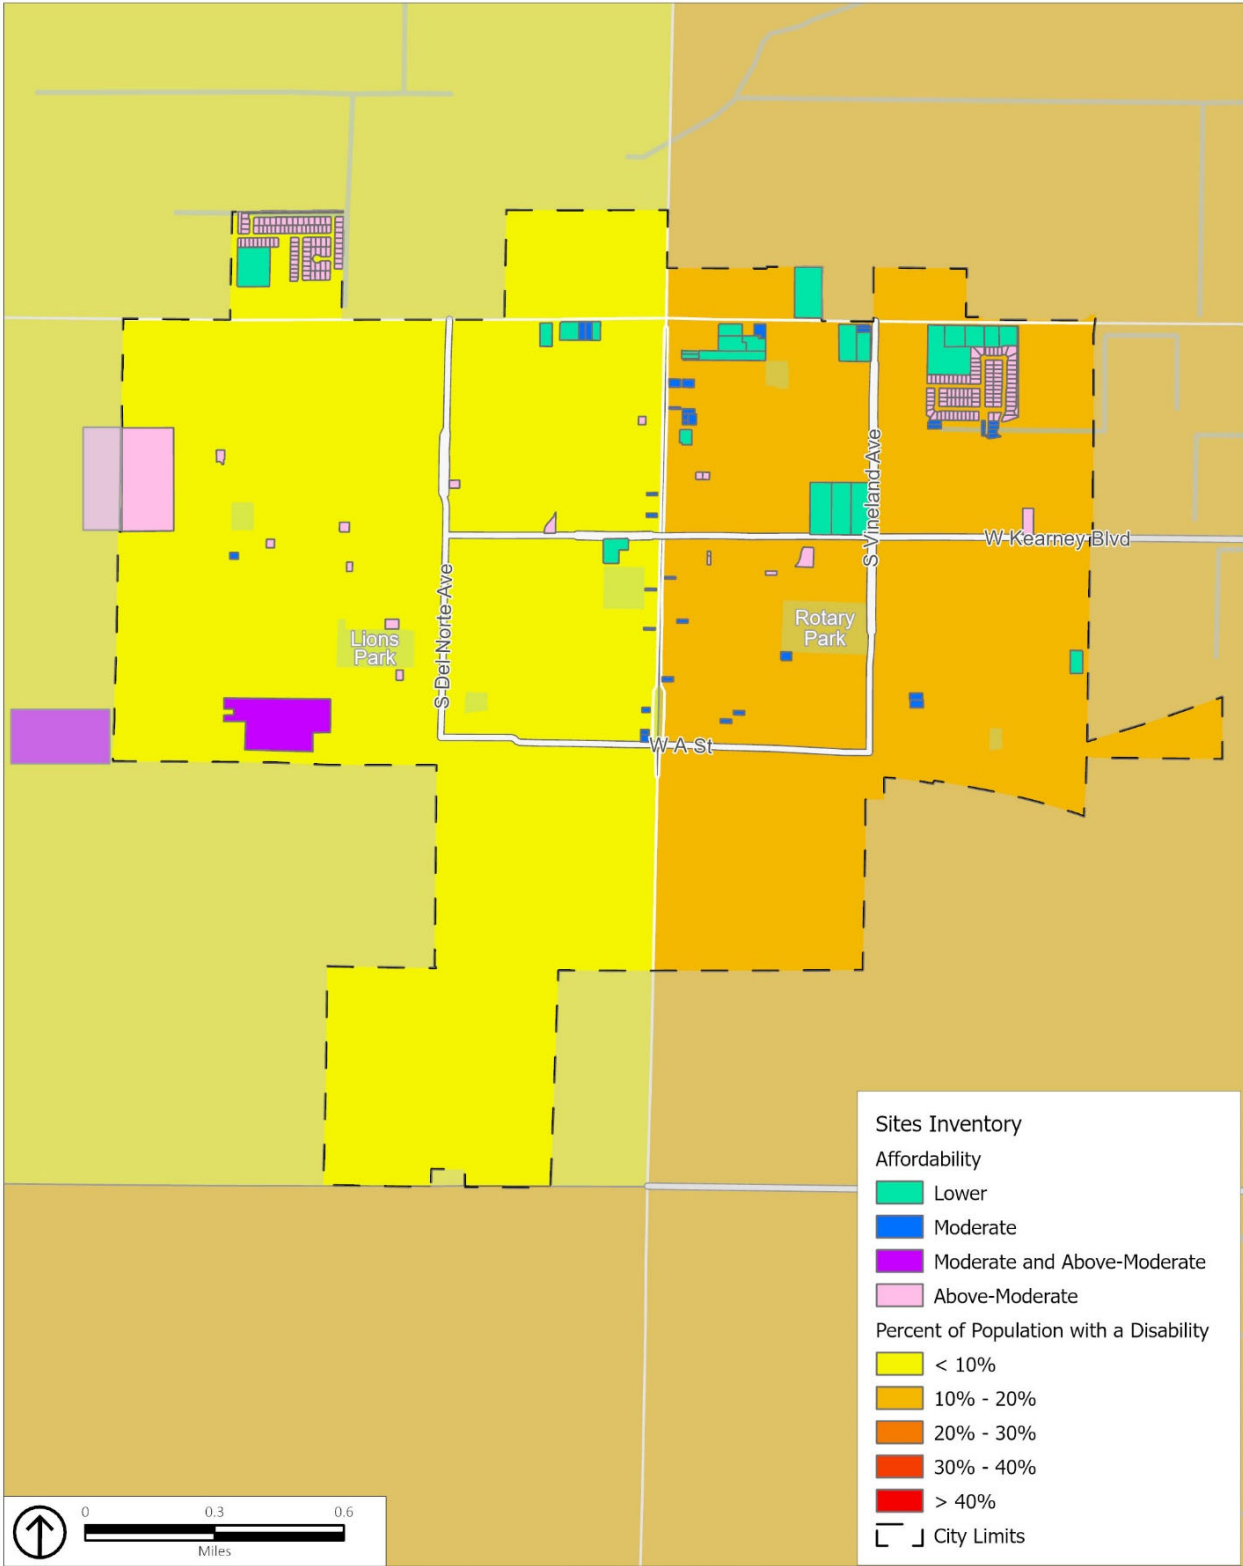 S Vineland Ave
W Kearney Blvd
S Del Norte Ave
Rotary
Park
Lions
Park
W A St
Sites Inventory
Affordability
Lower
Moderate
Moderate and Above-Moderate
Above-Moderate
Percent of Population with a Disability
< 10%
10% - 20%
20% - 30%
30% - 40%
> 40%
City Limits
0 0.3 0.6
Miles